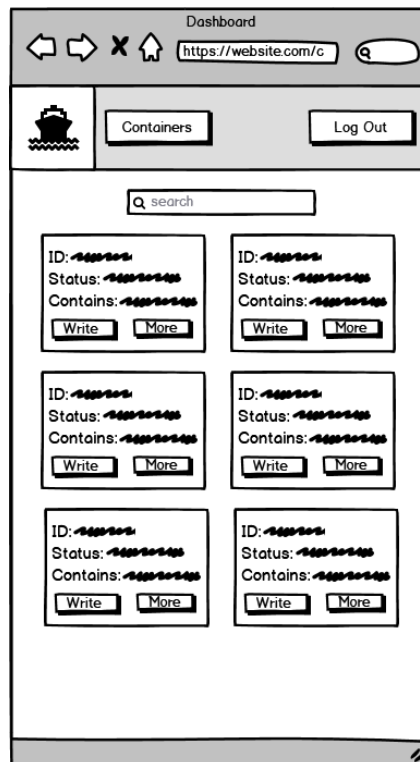 Dashboard
https://website.com/c
Containers
Log Out
search
ID:
Status:
Contains:
Write More
ID:
Status:
Contains:
Write More
ID:
Status:
Contains:
Write More
ID:
Status:
Contains:
Write More
ID:
Status:
Contains:
Write More
ID:
Status:
Contains:
Write More